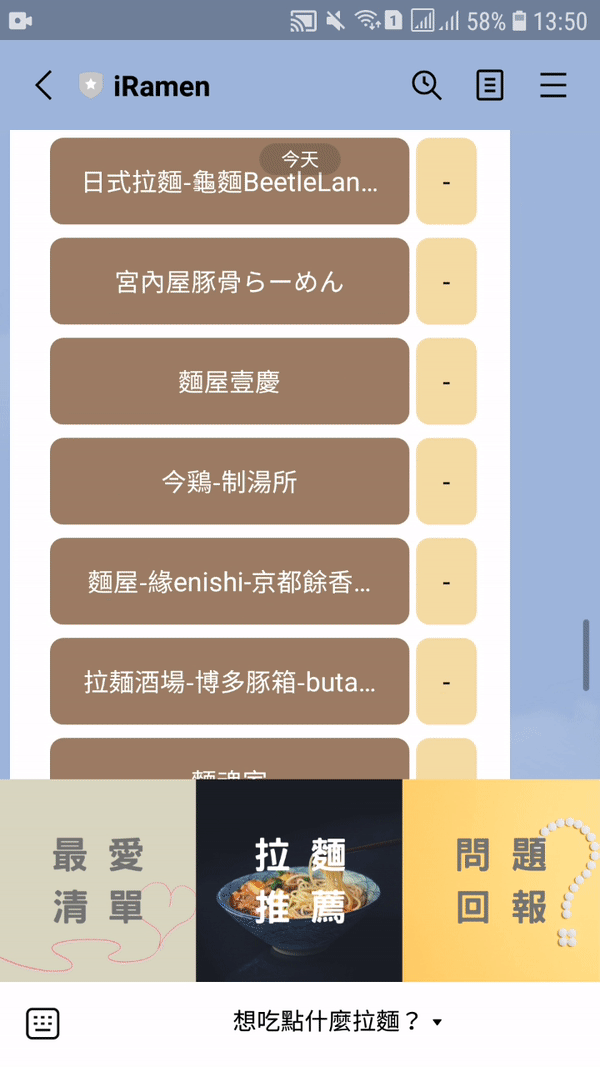 58% 13:50
iRamen
今天
日式拉麵-龜麵BeetleLan...
-
宮內屋豚骨らーめん
-
麵屋壹慶
-
今鶏-制湯所
-
麵屋-緣enishi-京都餘香...
-
拉麺酒場-博多豚箱-buta...
-
麵魂家
最愛
清單
拉麵
推薦
問題
回報
想吃點什麼拉麵？